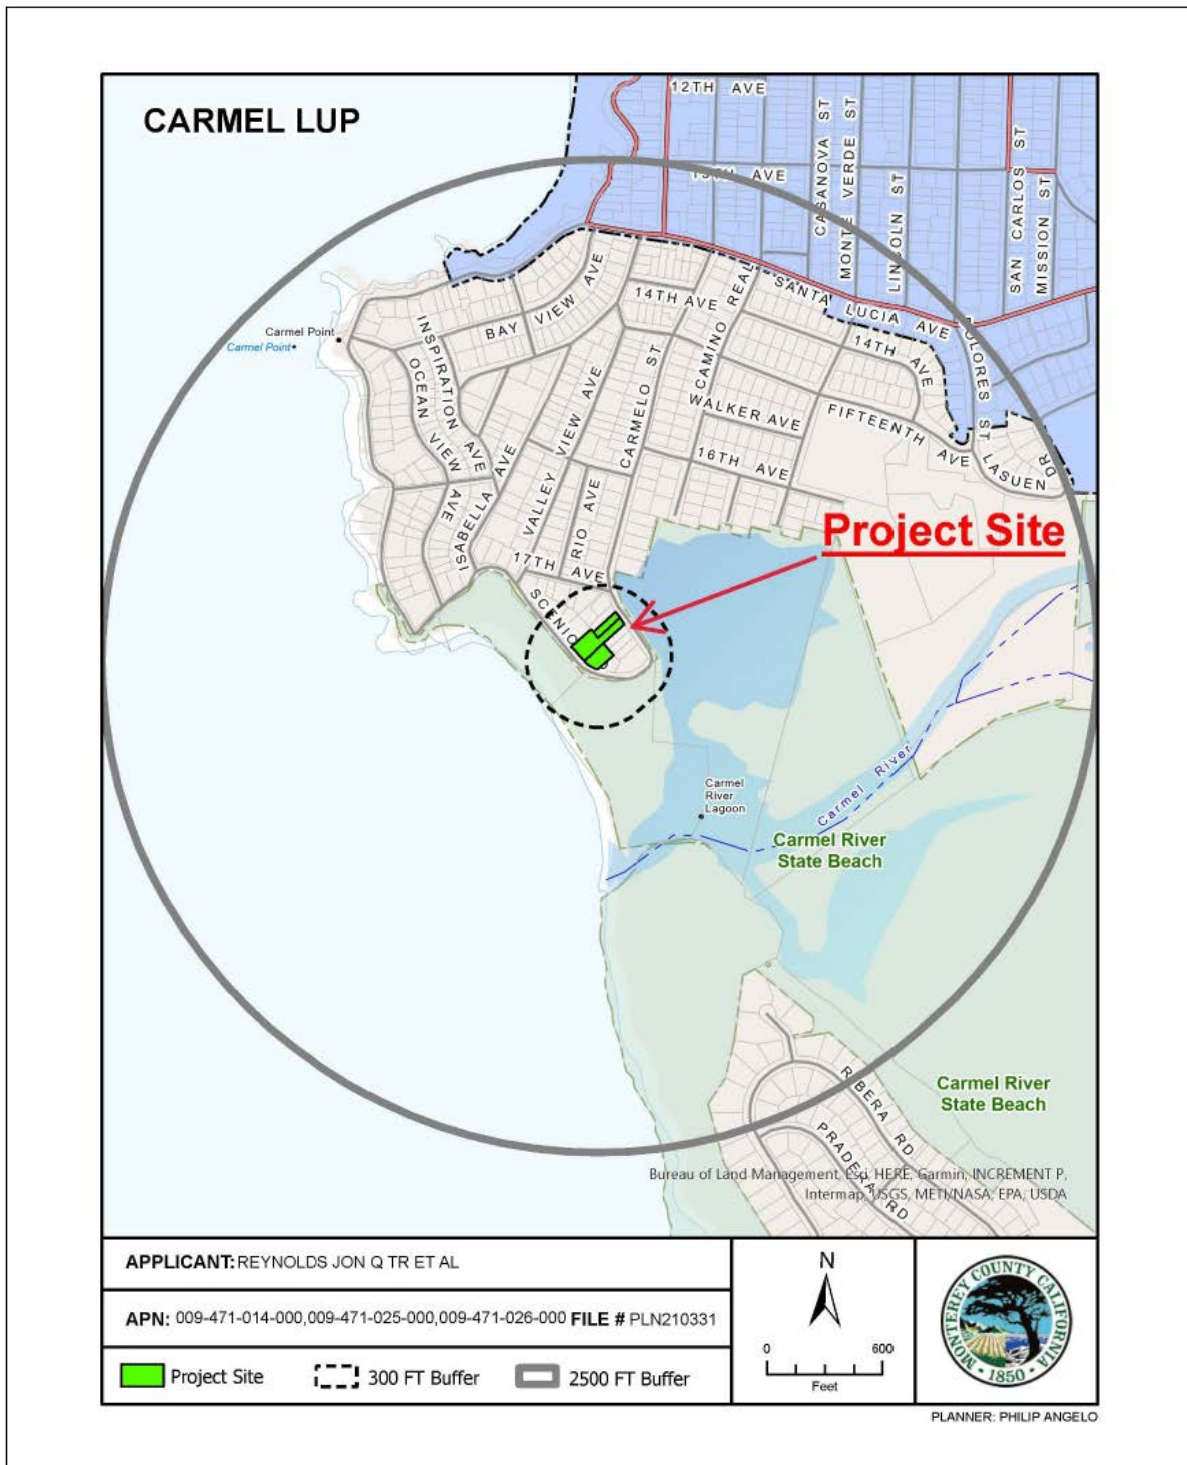 CARMEL LUP
12TH AVE
13TH AVE
CASANOVA ST
MONTE VERDE ST
LINCOLN ST
SAN CARLOS ST
MISSION ST
SANTA LUCIA AVE
DOLORES ST
14TH AVE
14TH AVE
CAMINO REAL
BAY VIEW AVE
Carmel Point
Carmel Point
INSPIRATION AVE
OCEAN VIEW AVE
ISABELLA AVE
VALLEY VIEW AVE
CARMELO ST
RIO AVE
WALKER AVE
FIFTEENTH AVE
16TH AVE
LASUEN DR
17TH AVE
SCENIC
Project Site
Carmel
River
Lagoon
Carmel River
Carmel River
State Beach
Carmel River
State Beach
RIBERA RD
PRADERA RD
Bureau of Land Management, Esri, HERE, Garmin, INCREMENT P,
Intermap, USGS, METI/NASA, EPA, USDA
APPLICANT: REYNOLDS JON Q TR ET AL
APN: 009-471-014-000,009-471-025-000,009-471-026-000 FILE # PLN210331
Project Site 300 FT Buffer 2500 FT Buffer
N
0 600
Feet
MONTEREY COUNTY CALIFORNIA
1850
PLANNER: PHILIP ANGELO